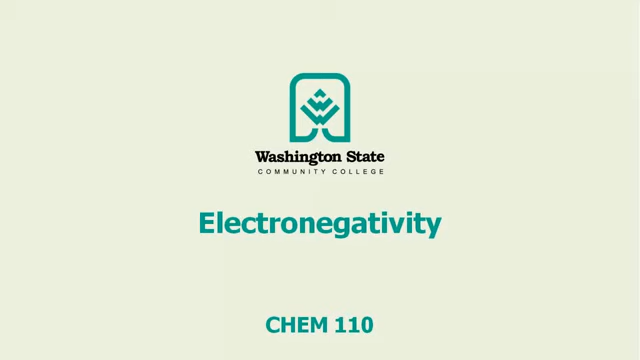 Washington State
COMMUNITY COLLEGE
Electronegativity
CHEM 110